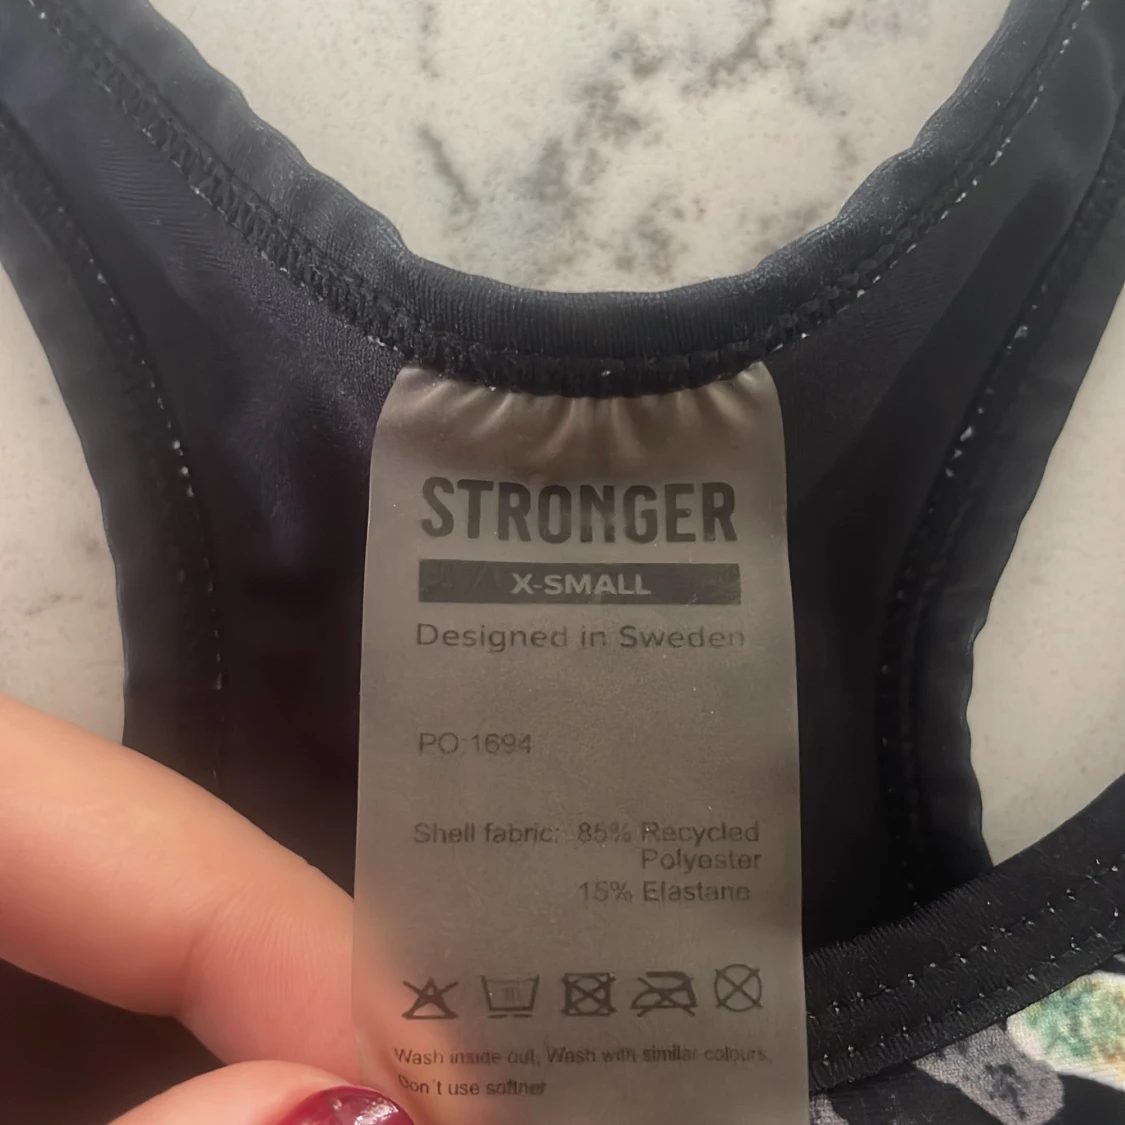 STRONGER
X-SMALL
Designed in Sweden
PO:1694
Shell fabric: 85% Recycled
Polyester
15% Elastane
Wash inside out, Wash with similar colours,
Don't use softner